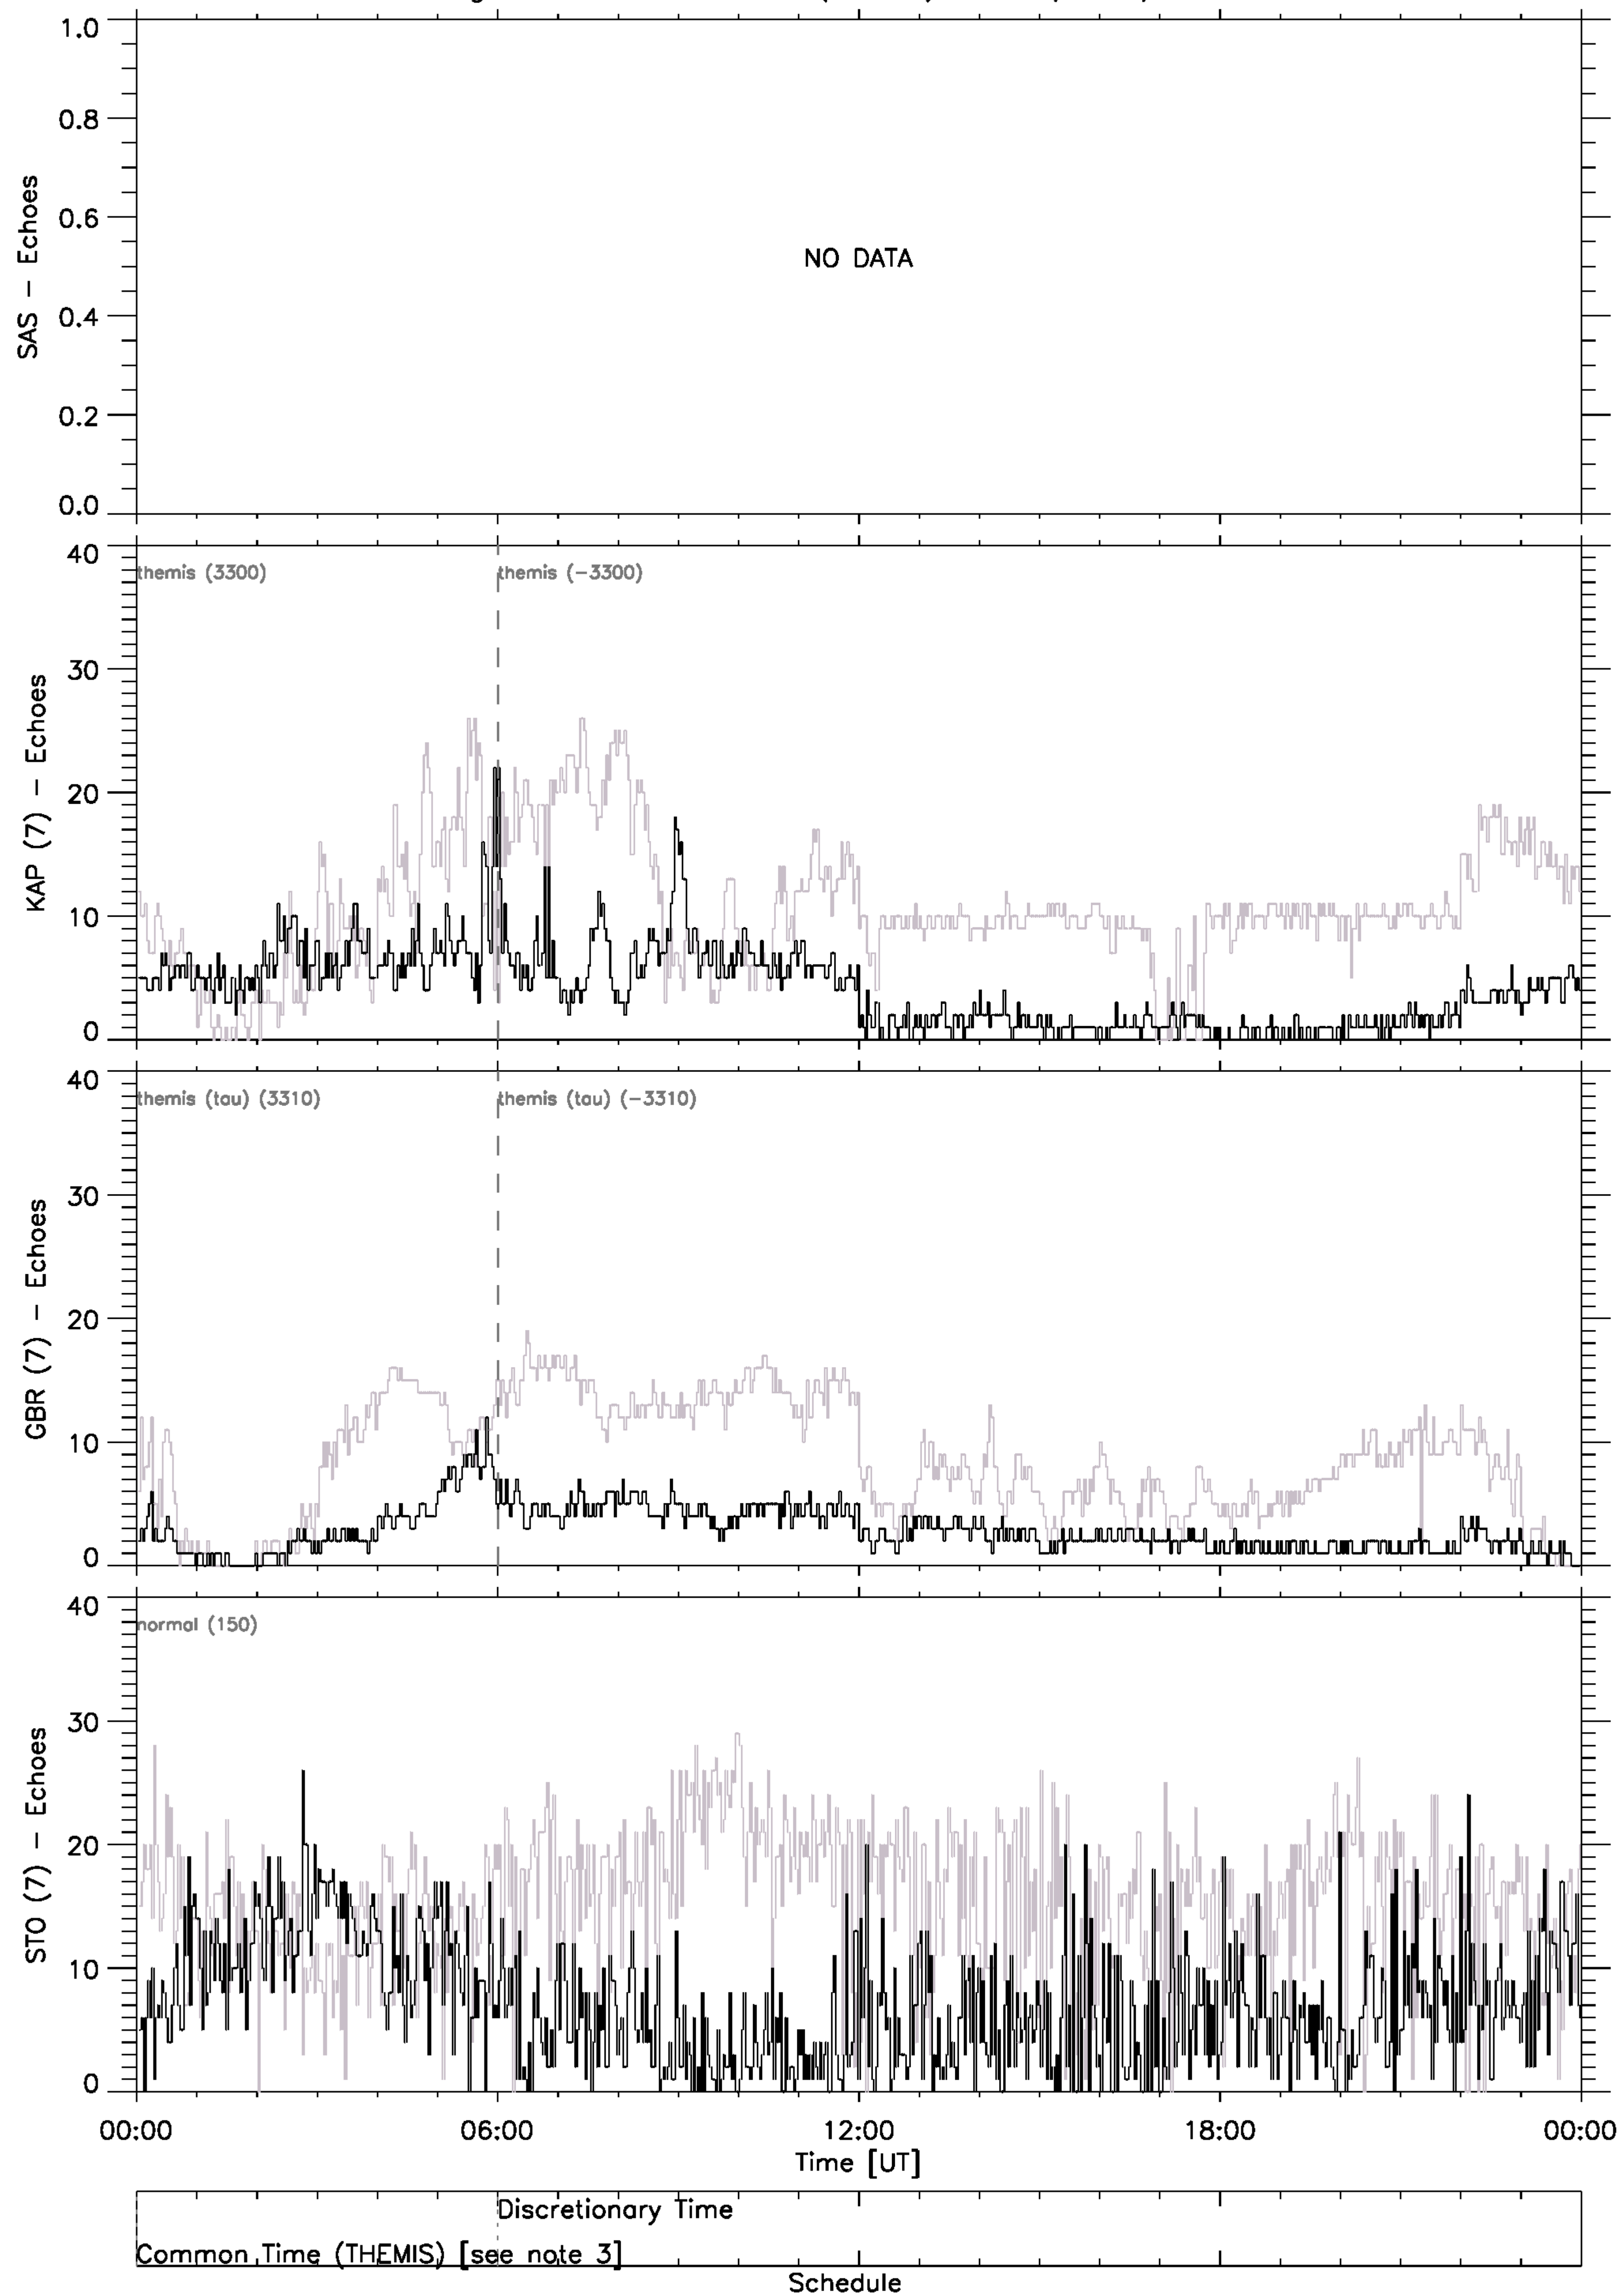 1.0
0.8
0.6
0.4
0.2
0.0
SAS – Echoes
NO DATA
40
30
20
10
0
KAP (7) – Echoes
themis (3300)
themis (−3300)
40
30
20
10
0
GBR (7) – Echoes
themis (tau) (3310)
themis (tau) (−3310)
40
30
20
10
0
STO (7) – Echoes
normal (150)
00:00
06:00
12:00
18:00
00:00
Time [UT]
Discretionary Time
Common Time (THEMIS) [see note 3]
Schedule